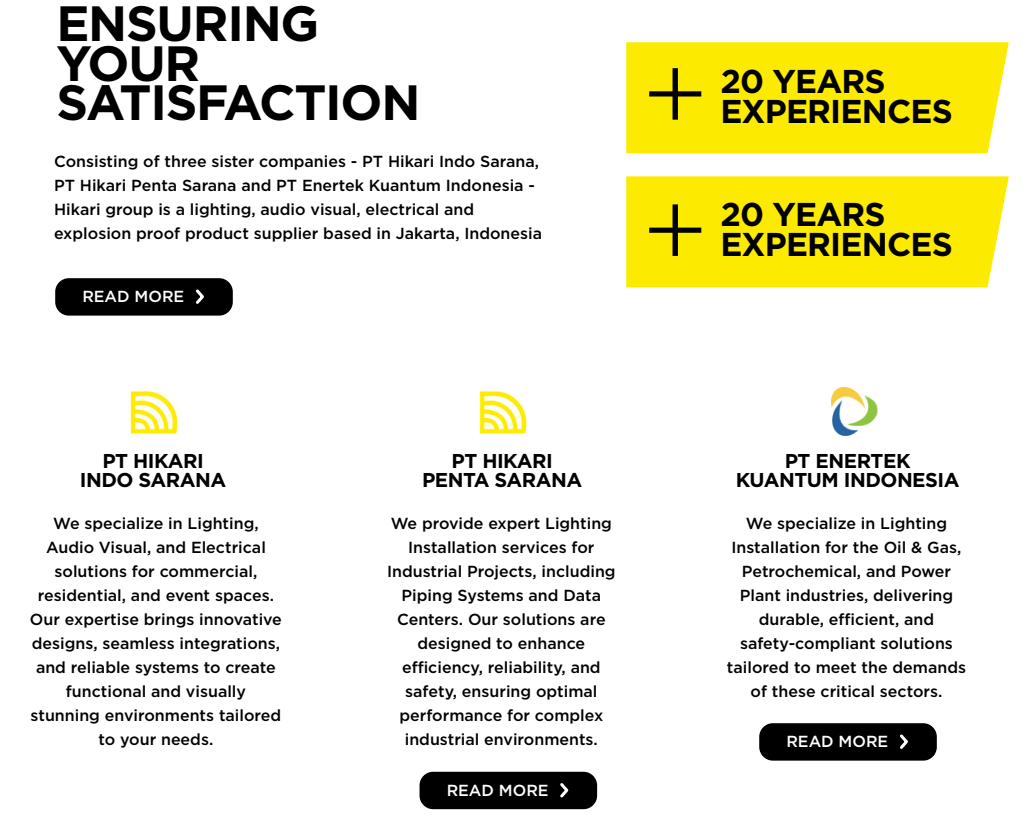 ENSURING
YOUR
SATISFACTION
Consisting of three sister companies - PT Hikari Indo Sarana,
PT Hikari Penta Sarana and PT Enertek Kuantum Indonesia -
Hikari group is a lighting, audio visual, electrical and
explosion proof product supplier based in Jakarta, Indonesia
READ MORE
+ 20 YEARS
EXPERIENCES
+ 20 YEARS
EXPERIENCES
PT HIKARI
INDO SARANA
We specialize in Lighting,
Audio Visual, and Electrical
solutions for commercial,
residential, and event spaces.
Our expertise brings innovative
designs, seamless integrations,
and reliable systems to create
functional and visually
stunning environments tailored
to your needs.
PT HIKARI
PENTA SARANA
We provide expert Lighting
Installation services for
Industrial Projects, including
Piping Systems and Data
Centers. Our solutions are
designed to enhance
efficiency, reliability, and
safety, ensuring optimal
performance for complex
industrial environments.
READ MORE
PT ENERTEK
KUANTUM INDONESIA
We specialize in Lighting
Installation for the Oil & Gas,
Petrochemical, and Power
Plant industries, delivering
durable, efficient, and
safety-compliant solutions
tailored to meet the demands
of these critical sectors.
READ MORE